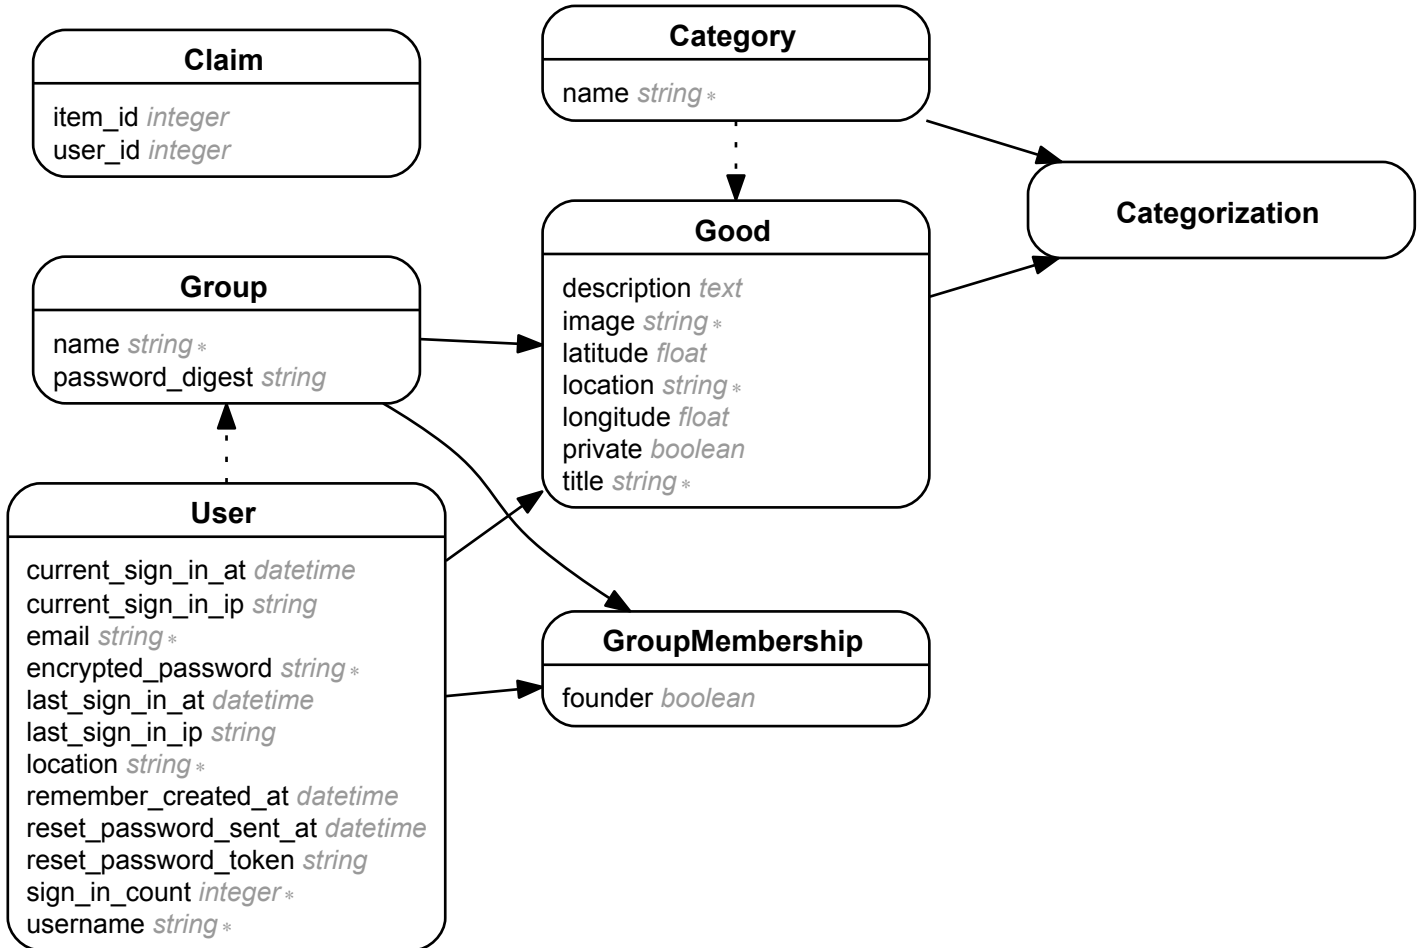 Claim
item_id integer
user_id integer
Category
name string *
Categorization
Good
description text
image string *
latitude float
location string *
longitude float
private boolean
title string *
Group
name string *
password_digest string
User
current_sign_in_at datetime
current_sign_in_ip string
email string *
encrypted_password string *
last_sign_in_at datetime
last_sign_in_ip string
location string *
remember_created_at datetime
reset_password_sent_at datetime
reset_password_token string
sign_in_count integer *
username string *
GroupMembership
founder boolean